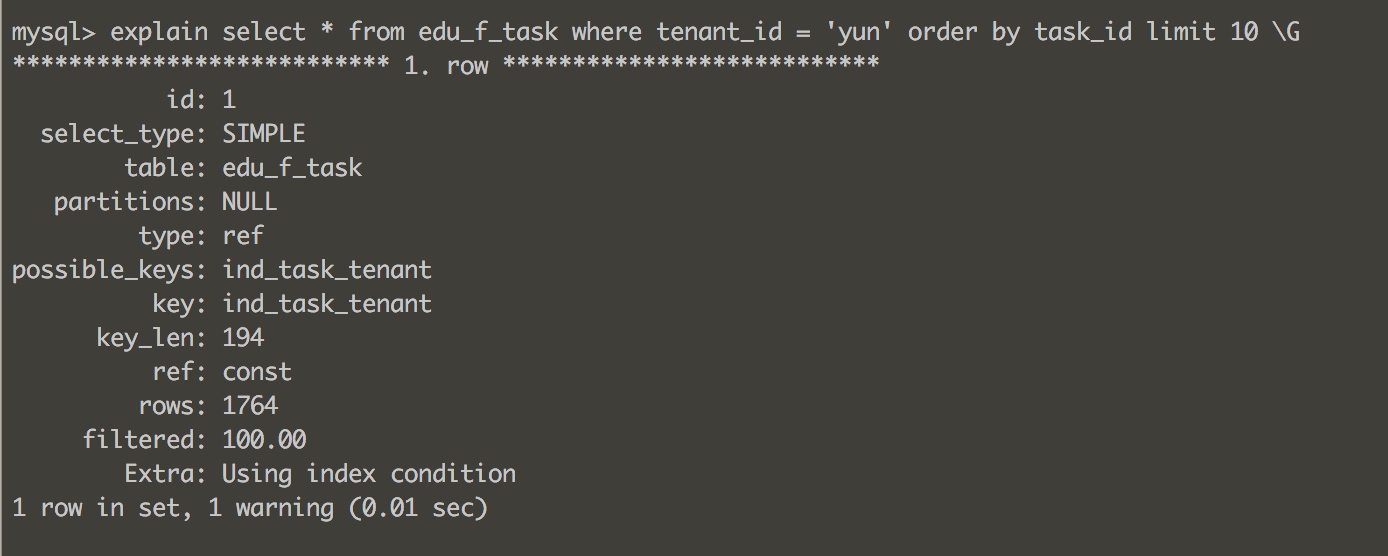 mysql> explain select * from edu_f_task where tenant_id = 'yun' order by task_id limit 10 \G
*************************** 1. row ***************************
id: 1
select_type: SIMPLE
table: edu_f_task
partitions: NULL
type: ref
possible_keys: ind_task_tenant
key: ind_task_tenant
key_len: 194
ref: const
rows: 1764
filtered: 100.00
Extra: Using index condition
1 row in set, 1 warning (0.01 sec)